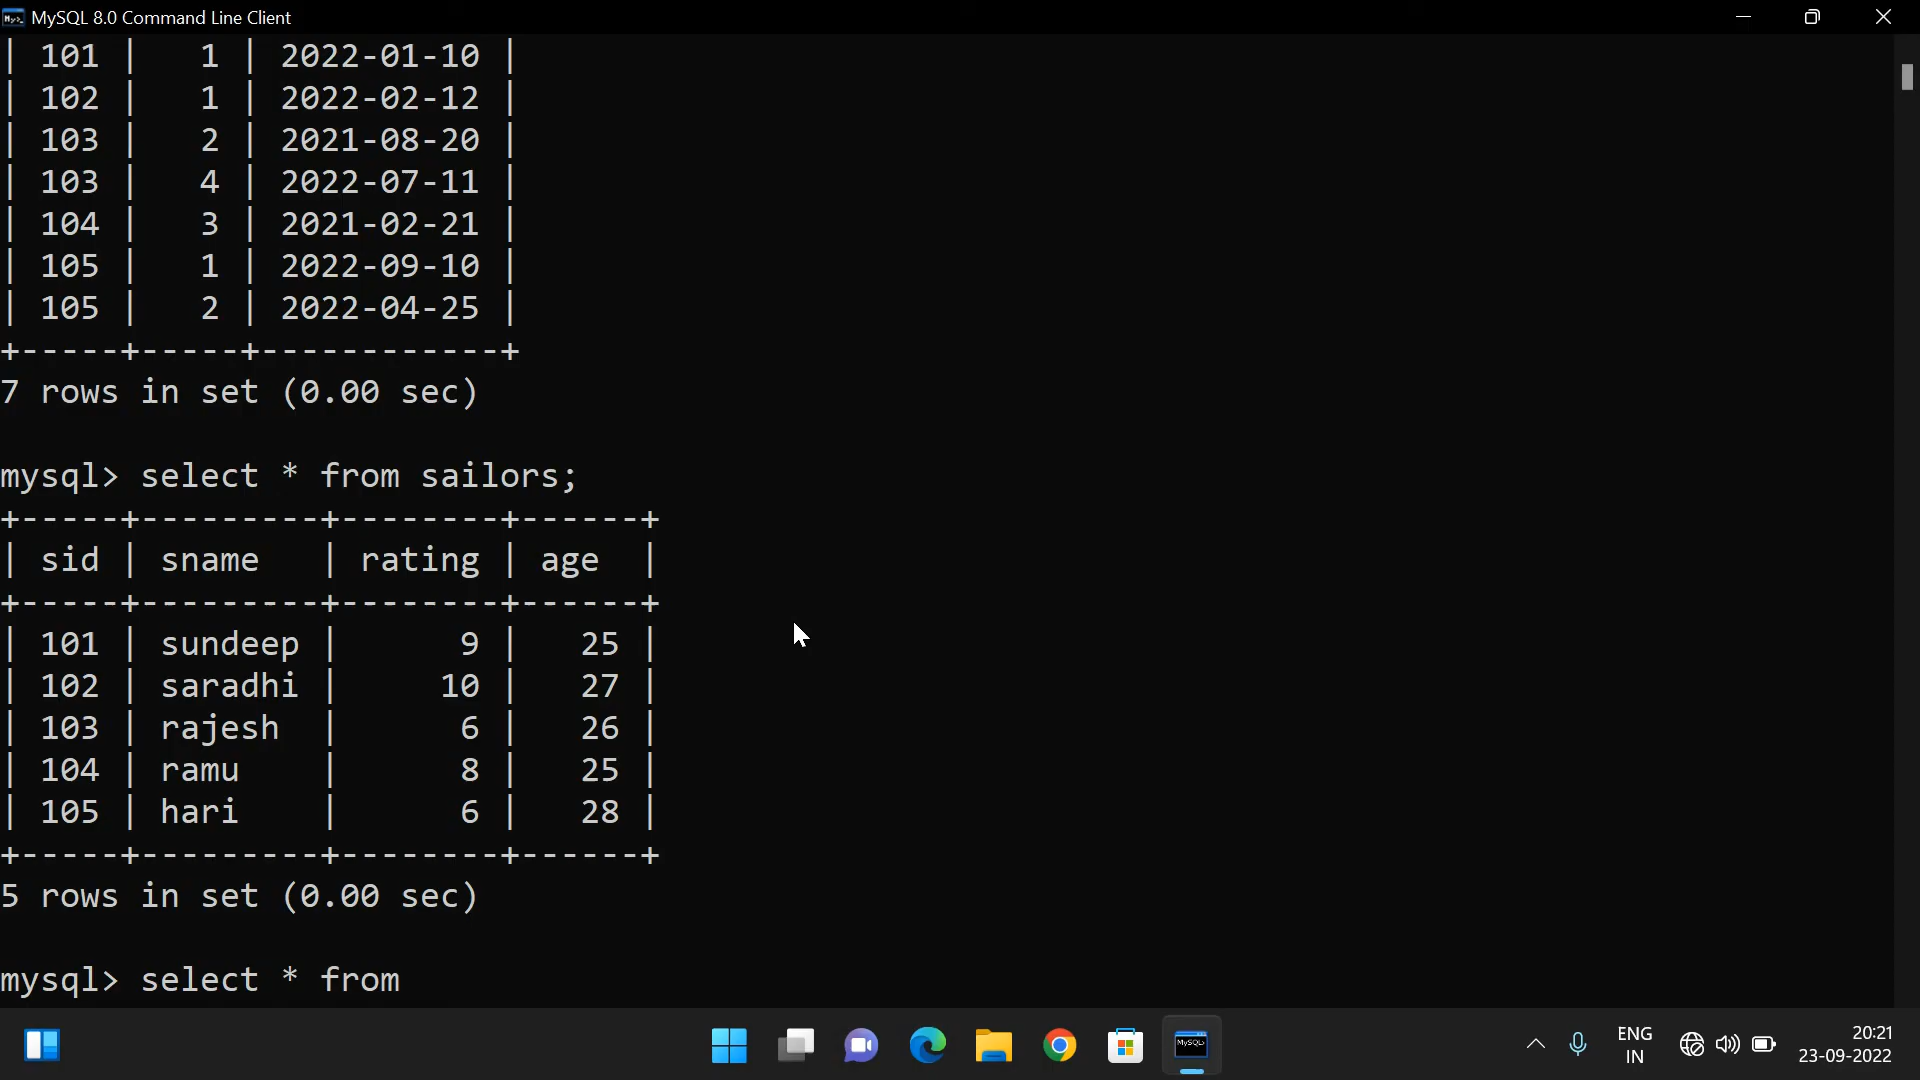 MySQL 8.0 Command Line Client
| 101 |   1 | 2022-01-10 |
| 102 |   1 | 2022-02-12 |
| 103 |   2 | 2021-08-20 |
| 103 |   4 | 2022-07-11 |
| 104 |   3 | 2021-02-21 |
| 105 |   1 | 2022-09-10 |
| 105 |   2 | 2022-04-25 |
+-----+-----+------------+
7 rows in set (0.00 sec)
mysql> select * from sailors;
+-----+---------+--------+------+
| sid | sname   | rating | age  |
+-----+---------+--------+------+
| 101 | sundeep |      9 |   25 |
| 102 | saradhi |     10 |   27 |
| 103 | rajesh  |      6 |   26 |
| 104 | ramu    |      8 |   25 |
| 105 | hari    |      6 |   28 |
+-----+---------+--------+------+
5 rows in set (0.00 sec)
mysql> select * from
MySQL>
ENG
IN
20:21
23-09-2022